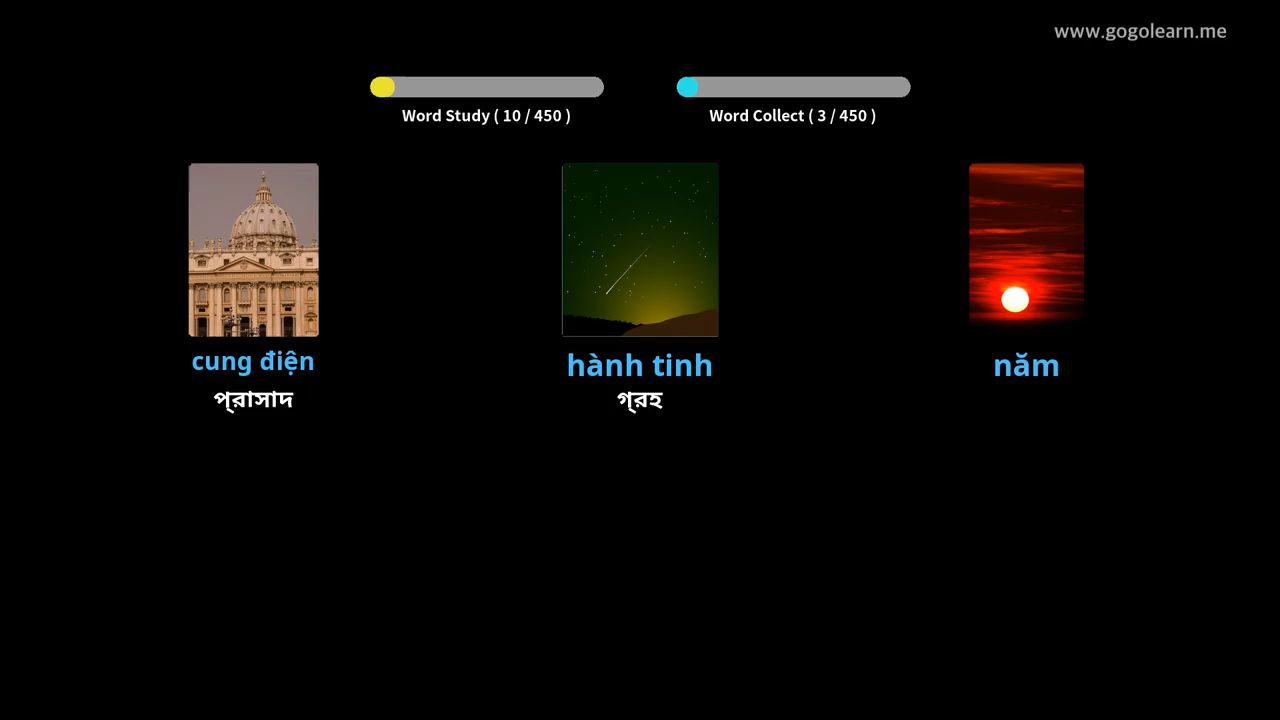 www.gogolearn.me
Word Study ( 10 / 450 )
Word Collect ( 3 / 450 )
cung điện
hành tinh
năm
প্রাসাদ
গ্রহ